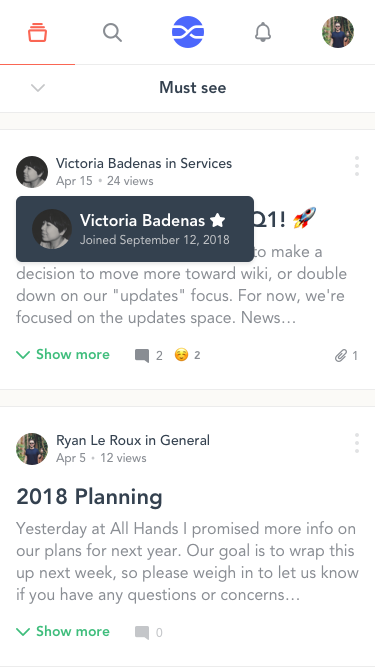 Must see
Victoria Badenas in Services
Apr 15 • 24 views
Q1! 🚀
Victoria Badenas ★
Joined September 12, 2018
to make a
decision to move more toward wiki, or double
down on our "updates" focus. For now, we're
focused on the updates space. News…
Show more 2 ☺️ 2 1
Ryan Le Roux in General
Apr 5 • 12 views
2018 Planning
Yesterday at All Hands I promised more info on
our plans for next year. Our goal is to wrap this
up next week, so please weigh in to let us know
if you have any questions or concerns…
Show more 0